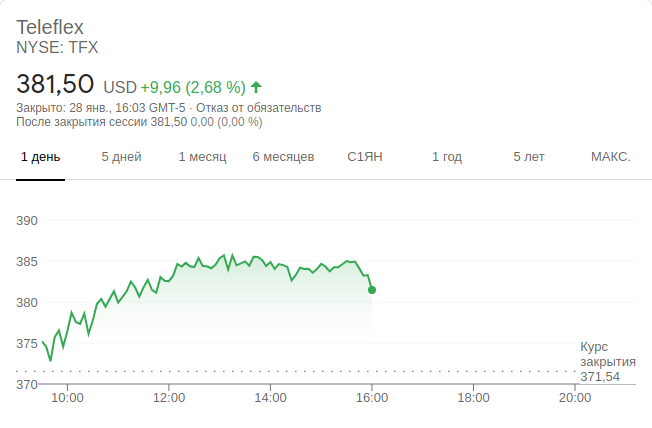 Teleflex
NYSE: TFX
381,50 USD +9,96 (2,68 %)
Закрыто: 28 янв., 16:03 GMT-5 · Отказ от обязательств
После закрытия сессии 381,50 0,00 (0,00 %)
1 день 5 дней 1 месяц 6 месяцев С1ЯН 1 год 5 лет МАКС.
390
385
380
375
Курс
закрытия
371,54
370
10:00 12:00 14:00 16:00 18:00 20:00